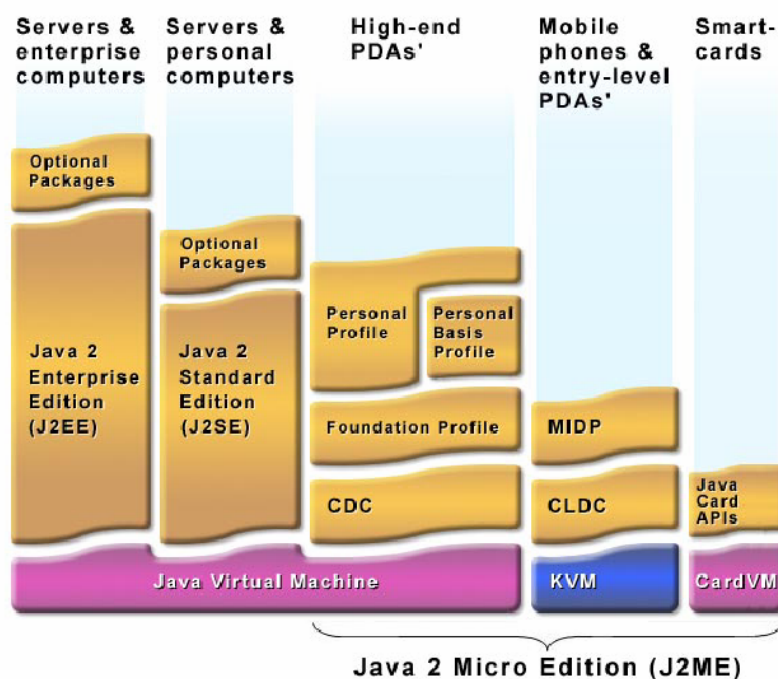 Servers &
enterprise
computers
Servers &
personal
computers
High-end
PDAs'
Mobile
phones &
entry-level
PDAs'
Smart-
cards
Optional
Packages
Java 2
Enterprise
Edition
(J2EE)
Optional
Packages
Java 2
Standard
Edition
(J2SE)
Personal
Profile
Personal
Basis
Profile
Foundation Profile
CDC
MIDP
CLDC
Java
Card
APIs
Java Virtual Machine
KVM
CardVM
Java 2 Micro Edition (J2ME)